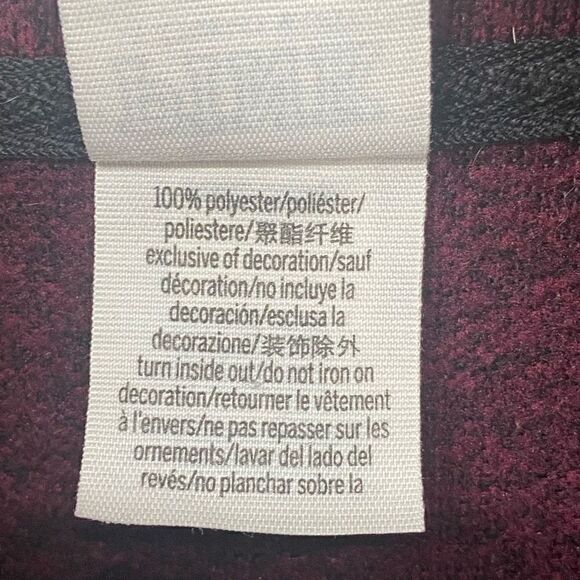 100% polyester/poliéster/
poliestere/聚酯纤维
exclusive of decoration/sauf
décoration/no incluye la
decoración/esclusa la
decorazione/装饰除外
turn inside out/do not iron on
decoration/retourner le vêtement
à l'envers/ne pas repasser sur les
ornements/lavar del lado del
revés/no planchar sobre la